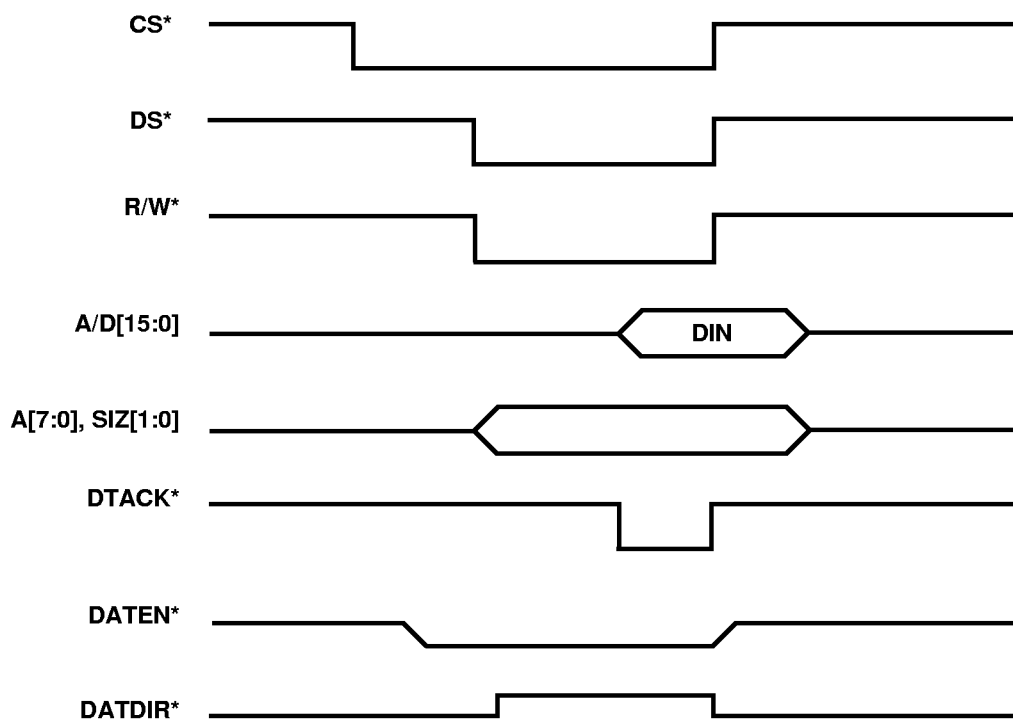 CS*
DS*
R/W*
A/D[15:0]
DIN
A[7:0], SIZ[1:0]
DTACK*
DATEN*
DATDIR*